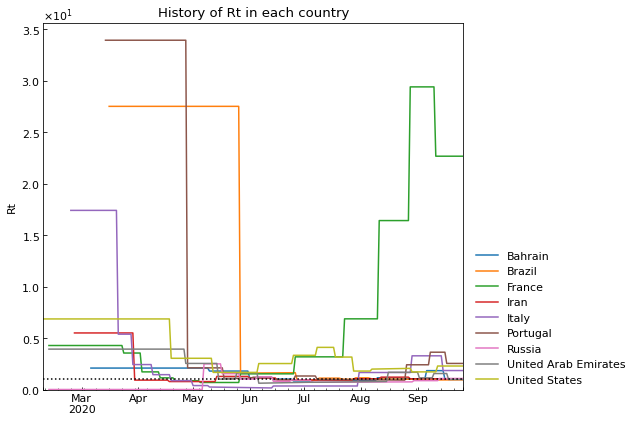 History of Rt in each country
×10¹
3.5
3.0
2.5
2.0
1.5
1.0
0.5
0.0
Rt
Mar Apr May Jun Jul Aug Sep
2020
Bahrain
Brazil
France
Iran
Italy
Portugal
Russia
United Arab Emirates
United States